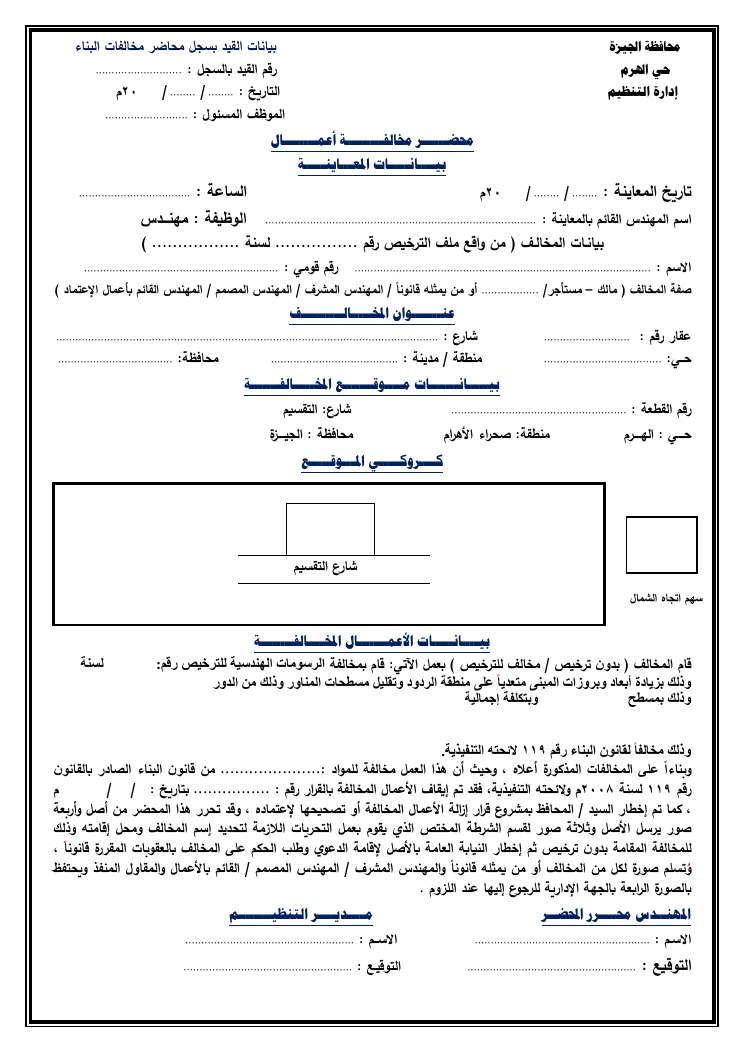 محافظة الجيزة
حي الهرم
إدارة التنظيم
بيانات القيد بسجل محاضر مخالفات البناء
رقم القيد بالسجل : ...........................
التاريخ : ........ / ........ / ٢٠م
الموظف المسئول : ..........................
محضر مخالفة أعمال
بيانات المعاينة
تاريخ المعاينة : ........ / ........ / ٢٠م الساعة : ...................................
اسم المهندس القائم بالمعاينة : ..................................................................................... الوظيفة : مهندس
بيانات المخالف ( من واقع ملف الترخيص رقم ................ لسنة ................. )
الاسم : ............................................................................................. رقم قومي : .............................................................
صفة المخالف ( مالك – مستأجر/ .................. أو من يمثله قانوناً / المهندس المشرف / المهندس المصمم / المهندس القائم بأعمال الإعتماد )
عنوان المخالف
عقار رقم : ........................... شارع : ........................................................................................................................
حي: ..................................... منطقة / مدينة : ........................................ محافظة: ....................................
بيانات موقع المخالفة
رقم القطعة : ....................................................... شارع: التقسيم
حي : الهرم منطقة: صحراء الأهرام محافظة : الجيزة
كروكي الموقع
شارع التقسيم
سهم اتجاه الشمال
بيانات الأعمال المخالفة
قام المخالف ( بدون ترخيص / مخالف للترخيص ) بعمل الآتي: قام بمخالفة الرسومات الهندسية للترخيص رقم: لسنة
وذلك بزيادة أبعاد وبروزات المبنى متعدياً على منطقة الردود وتقليل مسطحات المناور وذلك من الدور
وذلك بمسطح وبتكلفة إجمالية
وذلك مخالفاً لقانون البناء رقم ١١٩ لائحته التنفيذية.
وبناءاً على المخالفات المذكورة أعلاه ، وحيث أن هذا العمل مخالفة للمواد :.................... من قانون البناء الصادر بالقانون
رقم ١١٩ لسنة ٢٠٠٨م ولائحته التنفيذية، فقد تم إيقاف الأعمال المخالفة بالقرار رقم : ............... بتاريخ : / / م
، كما تم إخطار السيد / المحافظ بمشروع قرار إزالة الأعمال المخالفة أو تصحيحها لإعتماده ، وقد تحرر هذا المحضر من أصل وأربعة
صور يرسل الأصل وثلاثة صور لقسم الشرطة المختص الذي يقوم بعمل التحريات اللازمة لتحديد إسم المخالف ومحل إقامته وذلك
للمخالفة المقامة بدون ترخيص ثم إخطار النيابة العامة بالأصل لإقامة الدعوي وطلب الحكم على المخالف بالعقوبات المقررة قانوناً ،
وُتسلم صورة لكل من المخالف أو من يمثله قانوناً والمهندس المشرف / المهندس المصمم / القائم بالأعمال والمقاول المنفذ ويحتفظ
بالصورة الرابعة بالجهة الإدارية للرجوع إليها عند اللزوم .
المهندس محرر المحضر
الاسم : .......................................................
التوقيع : .....................................................
مدير التنظيم
الاسم : .....................................................
التوقيع : .....................................................